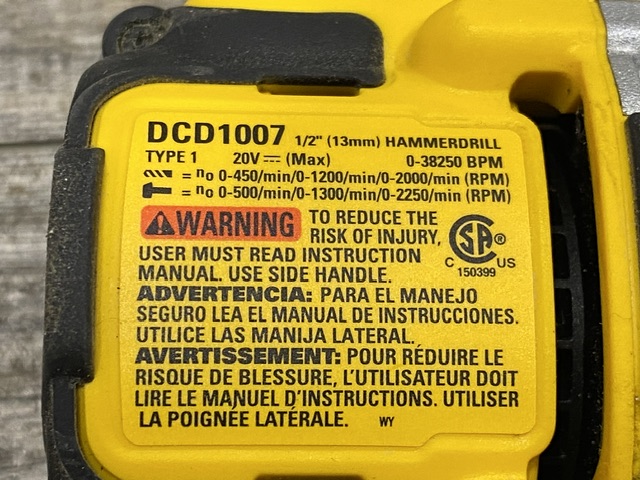 DCD1007 1/2" (13mm) HAMMERDRILL
TYPE 1 20V ⎓ (Max) 0-38250 BPM
= no 0-450/min/0-1200/min/0-2000/min (RPM)
= no 0-500/min/0-1300/min/0-2250/min (RPM)
WARNING TO REDUCE THE
RISK OF INJURY,
USER MUST READ INSTRUCTION
MANUAL. USE SIDE HANDLE.
CSA ®
C US
150399
ADVERTENCIA: PARA EL MANEJO
SEGURO LEA EL MANUAL DE INSTRUCCIONES.
UTILICE LAS MANIJA LATERAL.
AVERTISSEMENT: POUR RÉDUIRE LE
RISQUE DE BLESSURE, L'UTILISATEUR DOIT
LIRE LE MANUEL D'INSTRUCTIONS. UTILISER
LA POIGNÉE LATÉRALE. WY